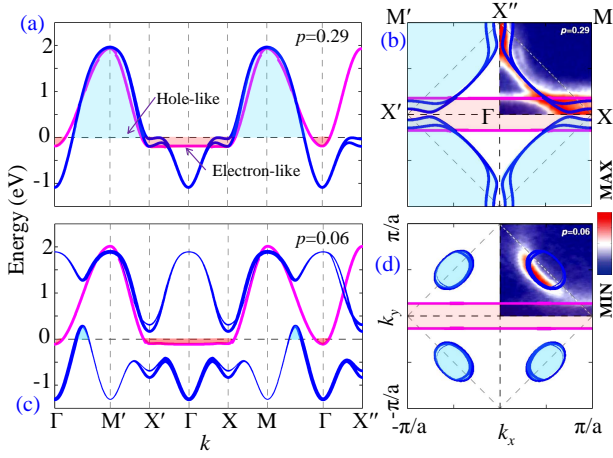 (a)
2
1
0
-1
p=0.29
Hole-like
Electron-like
Energy (eV)
M′ X″
(b)
p=0.29
X′ Γ X
M
MAX
MIN
p=0.06
2
1
0
-1
(c)
Γ M′ X′ Γ X M Γ X″
k
π/a
k_y
-π/a
(d)
p=0.06
-π/a k_x π/a